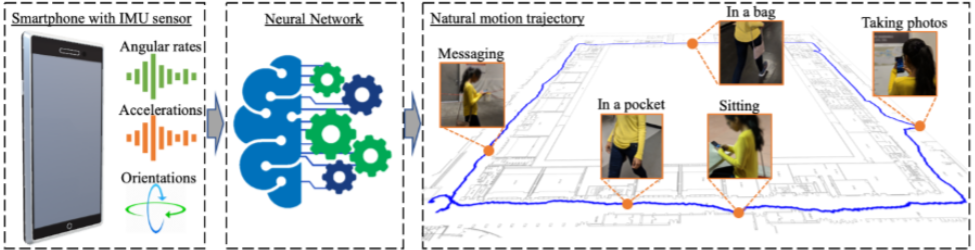 Smartphone with IMU sensor
Angular rates
Accelerations
Orientations
Neural Network
Natural motion trajectory
Messaging
In a bag
Taking photos
In a pocket
Sitting